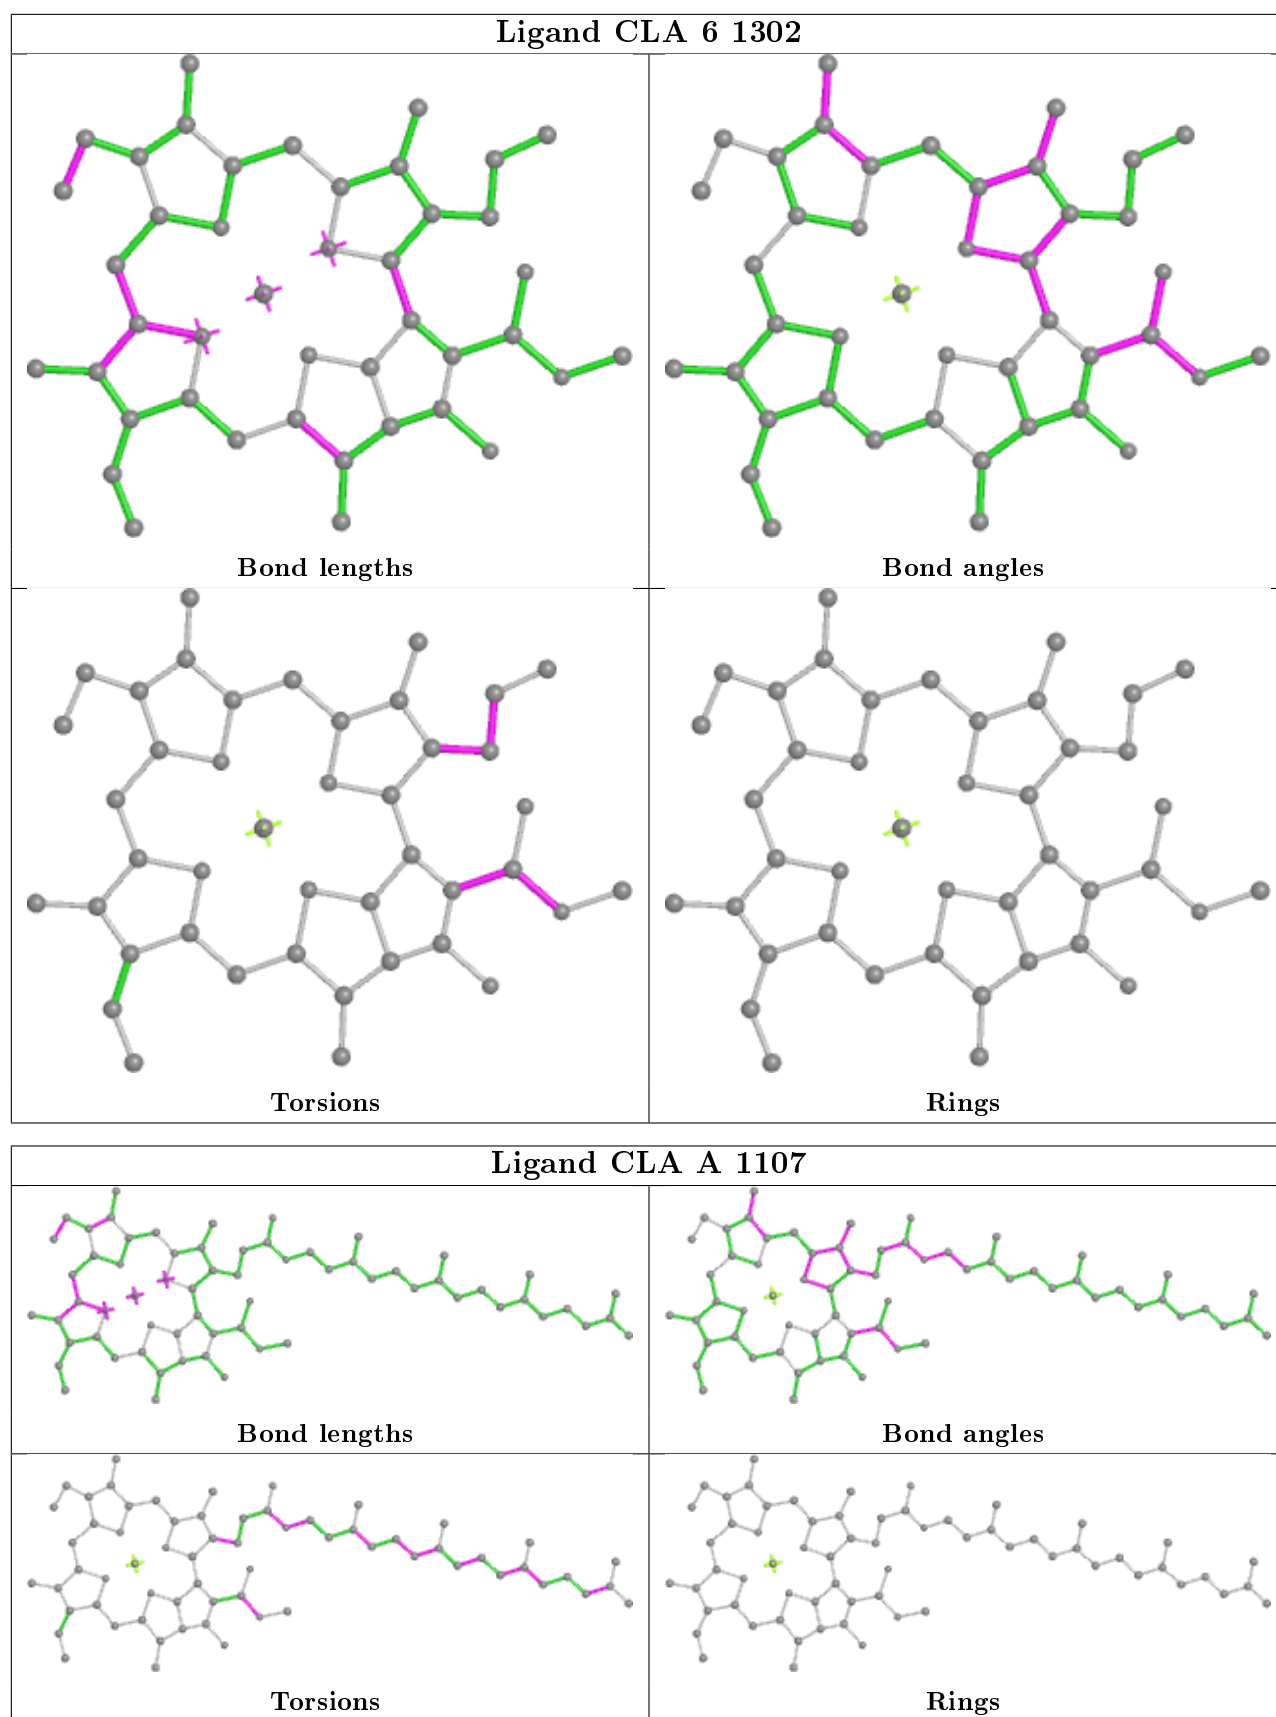 Ligand CLA 6 1302
Bond lengths
Bond angles
Torsions
Rings
Ligand CLA A 1107
Bond lengths
Bond angles
Torsions
Rings